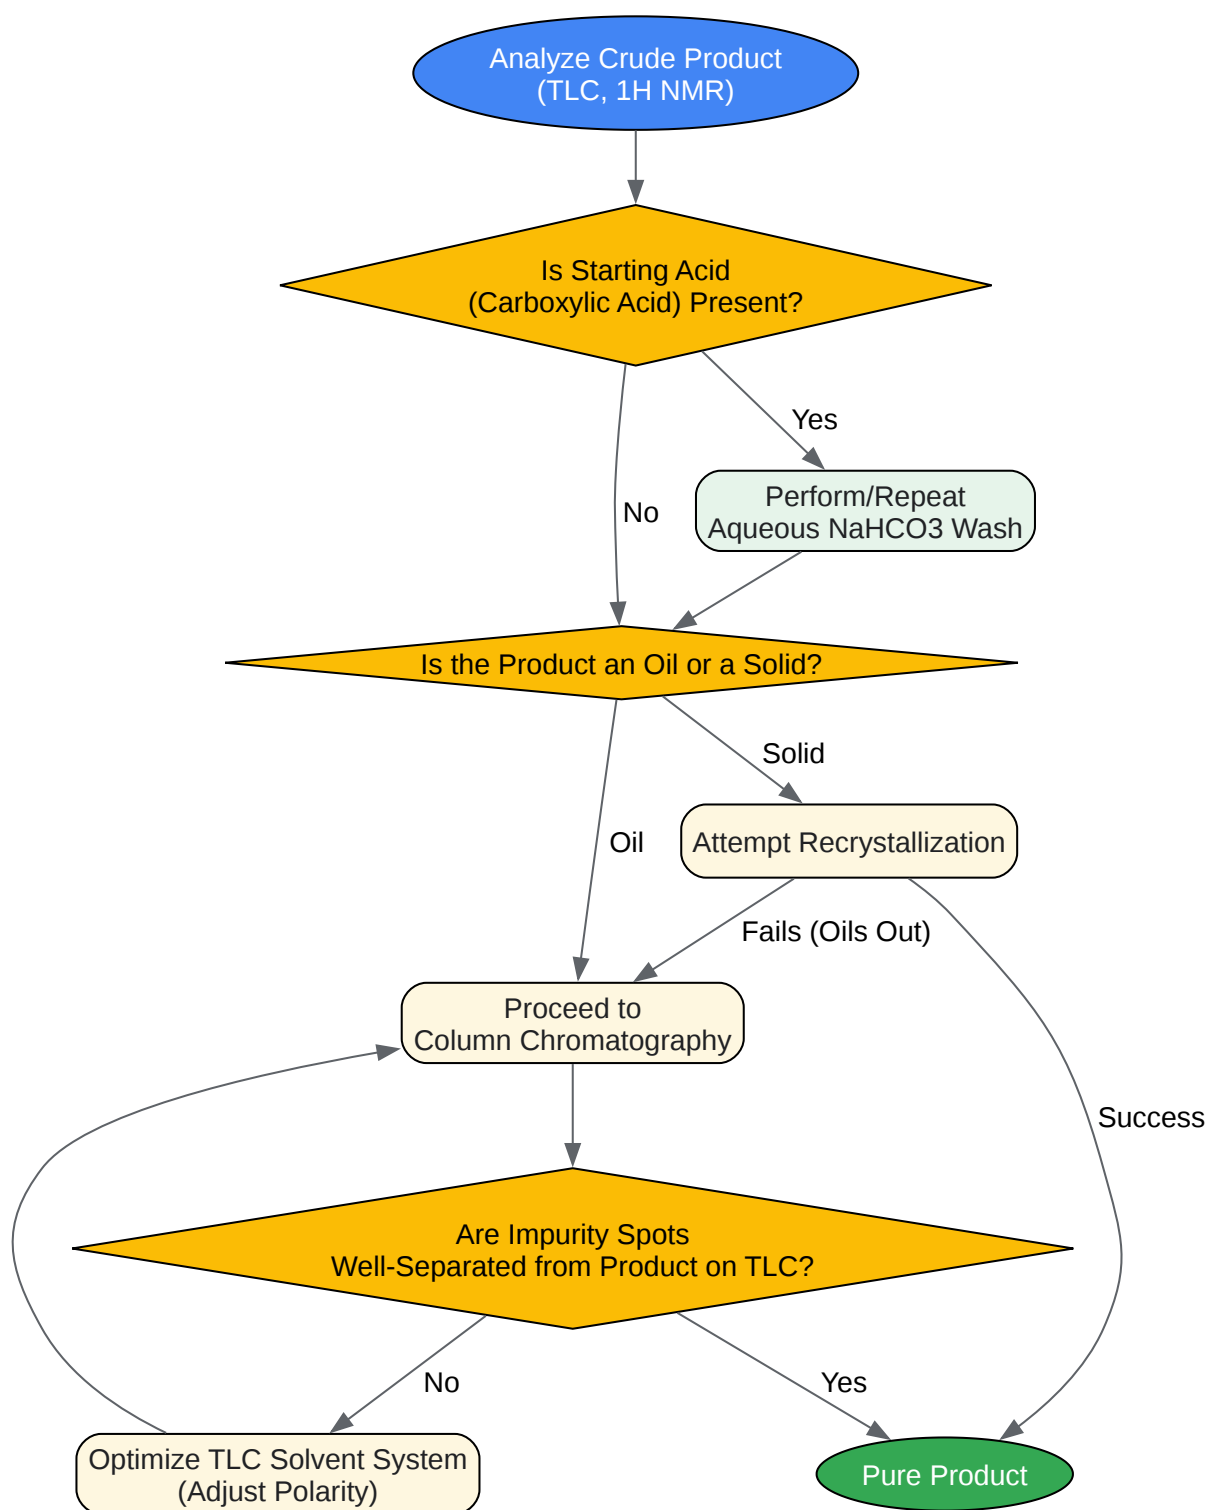 Analyze Crude Product
(TLC, 1H NMR)
Is Starting Acid
(Carboxylic Acid) Present?
Yes
No
Perform/Repeat
Aqueous NaHCO3 Wash
Is the Product an Oil or a Solid?
Solid
Oil
Attempt Recrystallization
Fails (Oils Out)
Proceed to
Column Chromatography
Success
Are Impurity Spots
Well-Separated from Product on TLC?
No
Yes
Optimize TLC Solvent System
(Adjust Polarity)
Pure Product